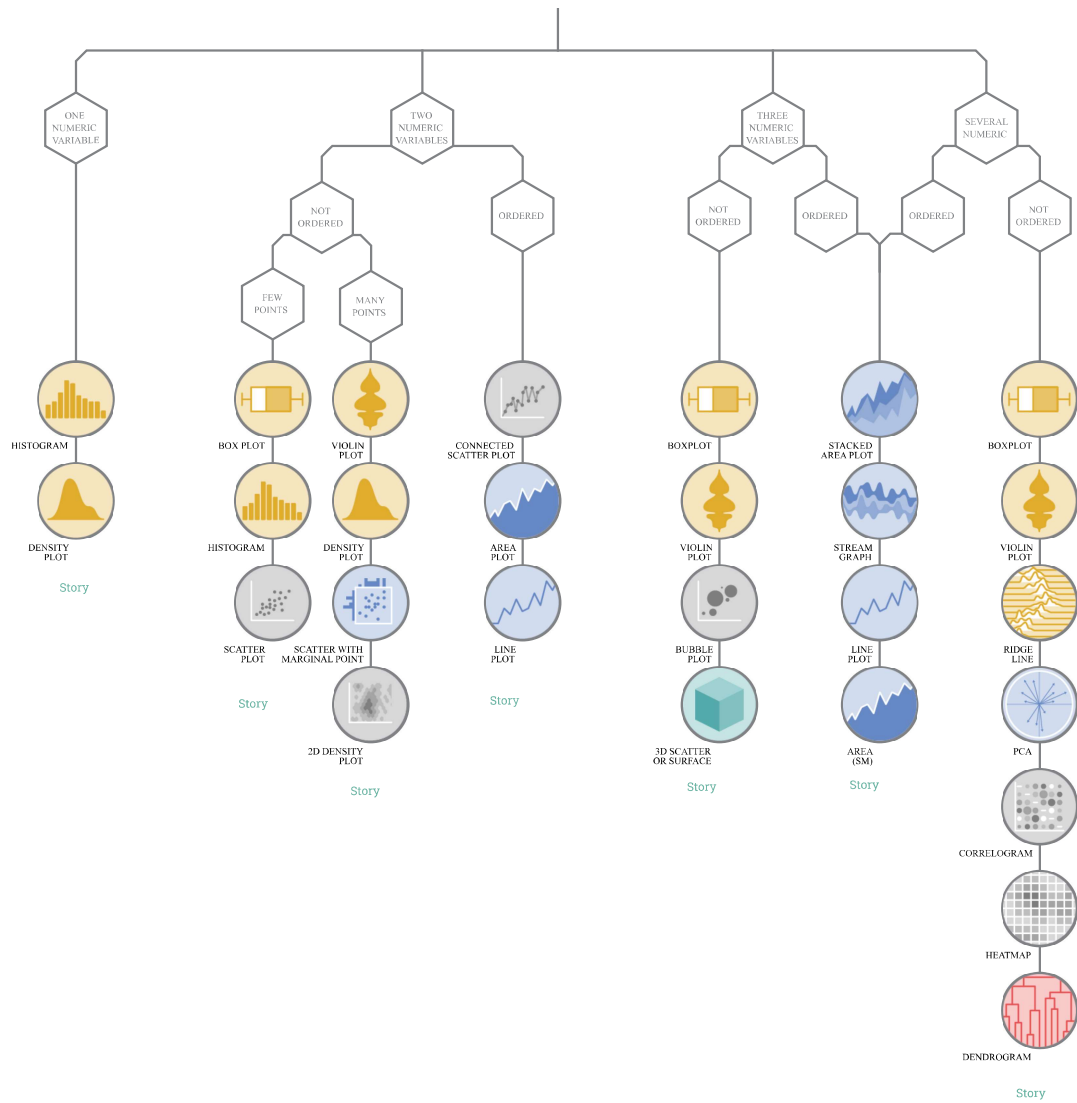 ONE
NUMERIC
VARIABLE
TWO
NUMERIC
VARIABLES
THREE
NUMERIC
VARIABLES
SEVERAL
NUMERIC
NOT
ORDERED
ORDERED
NOT
ORDERED
ORDERED
ORDERED
NOT
ORDERED
FEW
POINTS
MANY
POINTS
HISTOGRAM
DENSITY
PLOT
Story
BOX PLOT
HISTOGRAM
SCATTER
PLOT
Story
VIOLIN
PLOT
DENSITY
PLOT
SCATTER WITH
MARGINAL POINT
2D DENSITY
PLOT
Story
CONNECTED
SCATTER PLOT
AREA
PLOT
LINE
PLOT
Story
BOXPLOT
VIOLIN
PLOT
BUBBLE
PLOT
3D SCATTER
OR SURFACE
Story
STACKED
AREA PLOT
STREAM
GRAPH
LINE
PLOT
AREA
(SM)
Story
BOXPLOT
VIOLIN
PLOT
RIDGE
LINE
PCA
CORRELOGRAM
HEATMAP
DENDROGRAM
Story